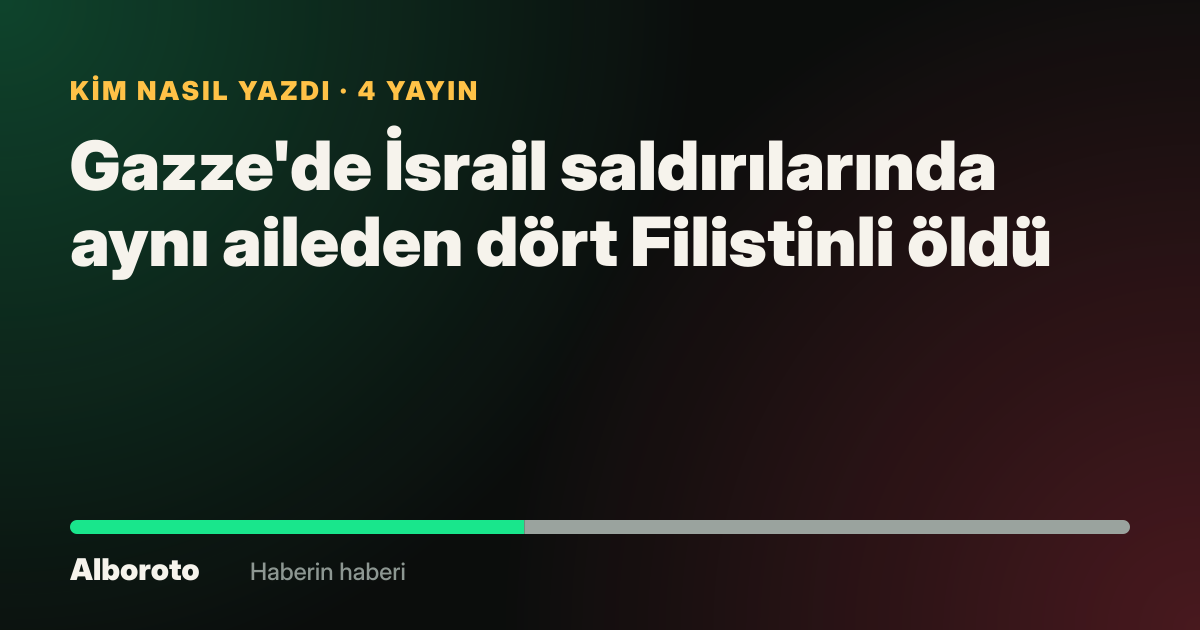 KİM NASIL YAZDI · 4 YAYIN
Gazze'de İsrail saldırılarında
aynı aileden dört Filistinli öldü
Alboroto
Haberin haberi